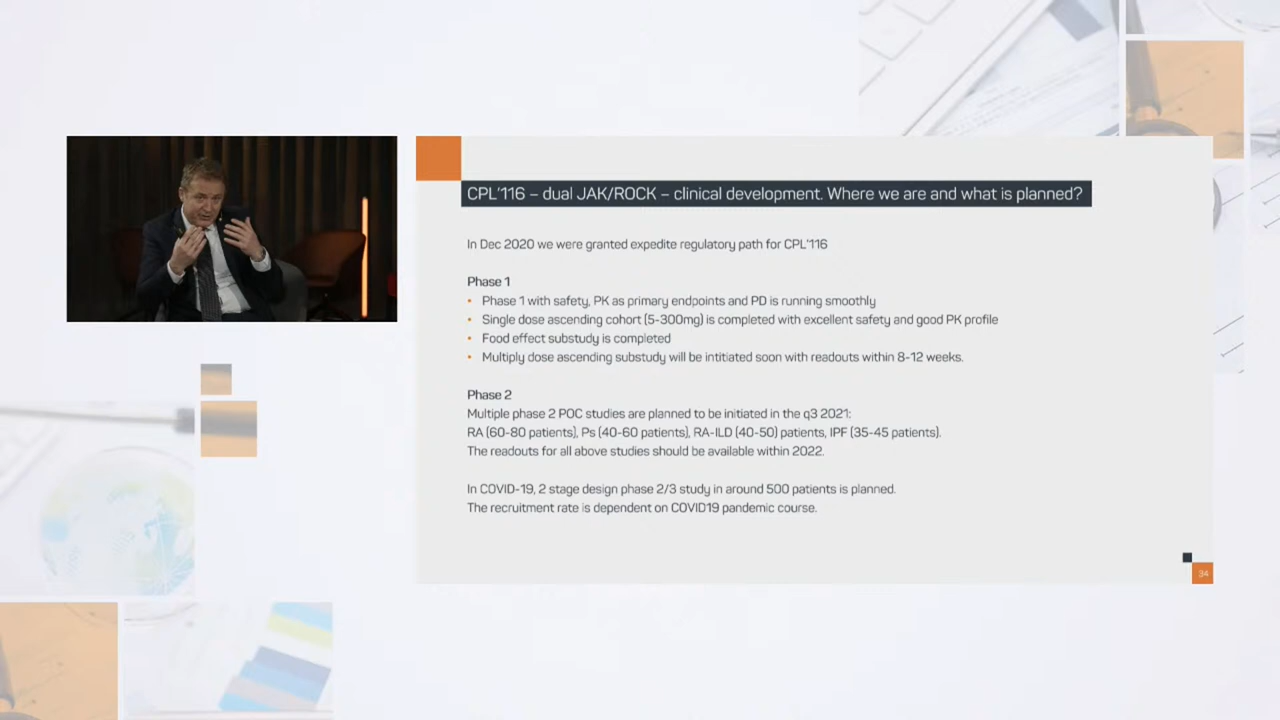 CPL'116 – dual JAK/ROCK – clinical development. Where we are and what is planned?
In Dec 2020 we were granted expedite regulatory path for CPL'116
Phase 1
• Phase 1 with safety, PK as primary endpoints and PD is running smoothly
• Single dose ascending cohort (5-300mg) is completed with excellent safety and good PK profile
• Food effect substudy is completed
• Multiply dose ascending substudy will be intitiated soon with readouts within 8-12 weeks.
Phase 2
Multiple phase 2 POC studies are planned to be initiated in the q3 2021:
RA (60-80 patients), Ps (40-60 patients), RA-ILD (40-50) patients, IPF (35-45 patients).
The readouts for all above studies should be available within 2022.
In COVID-19, 2 stage design phase 2/3 study in around 500 patients is planned.
The recruitment rate is dependent on COVID19 pandemic course.
34